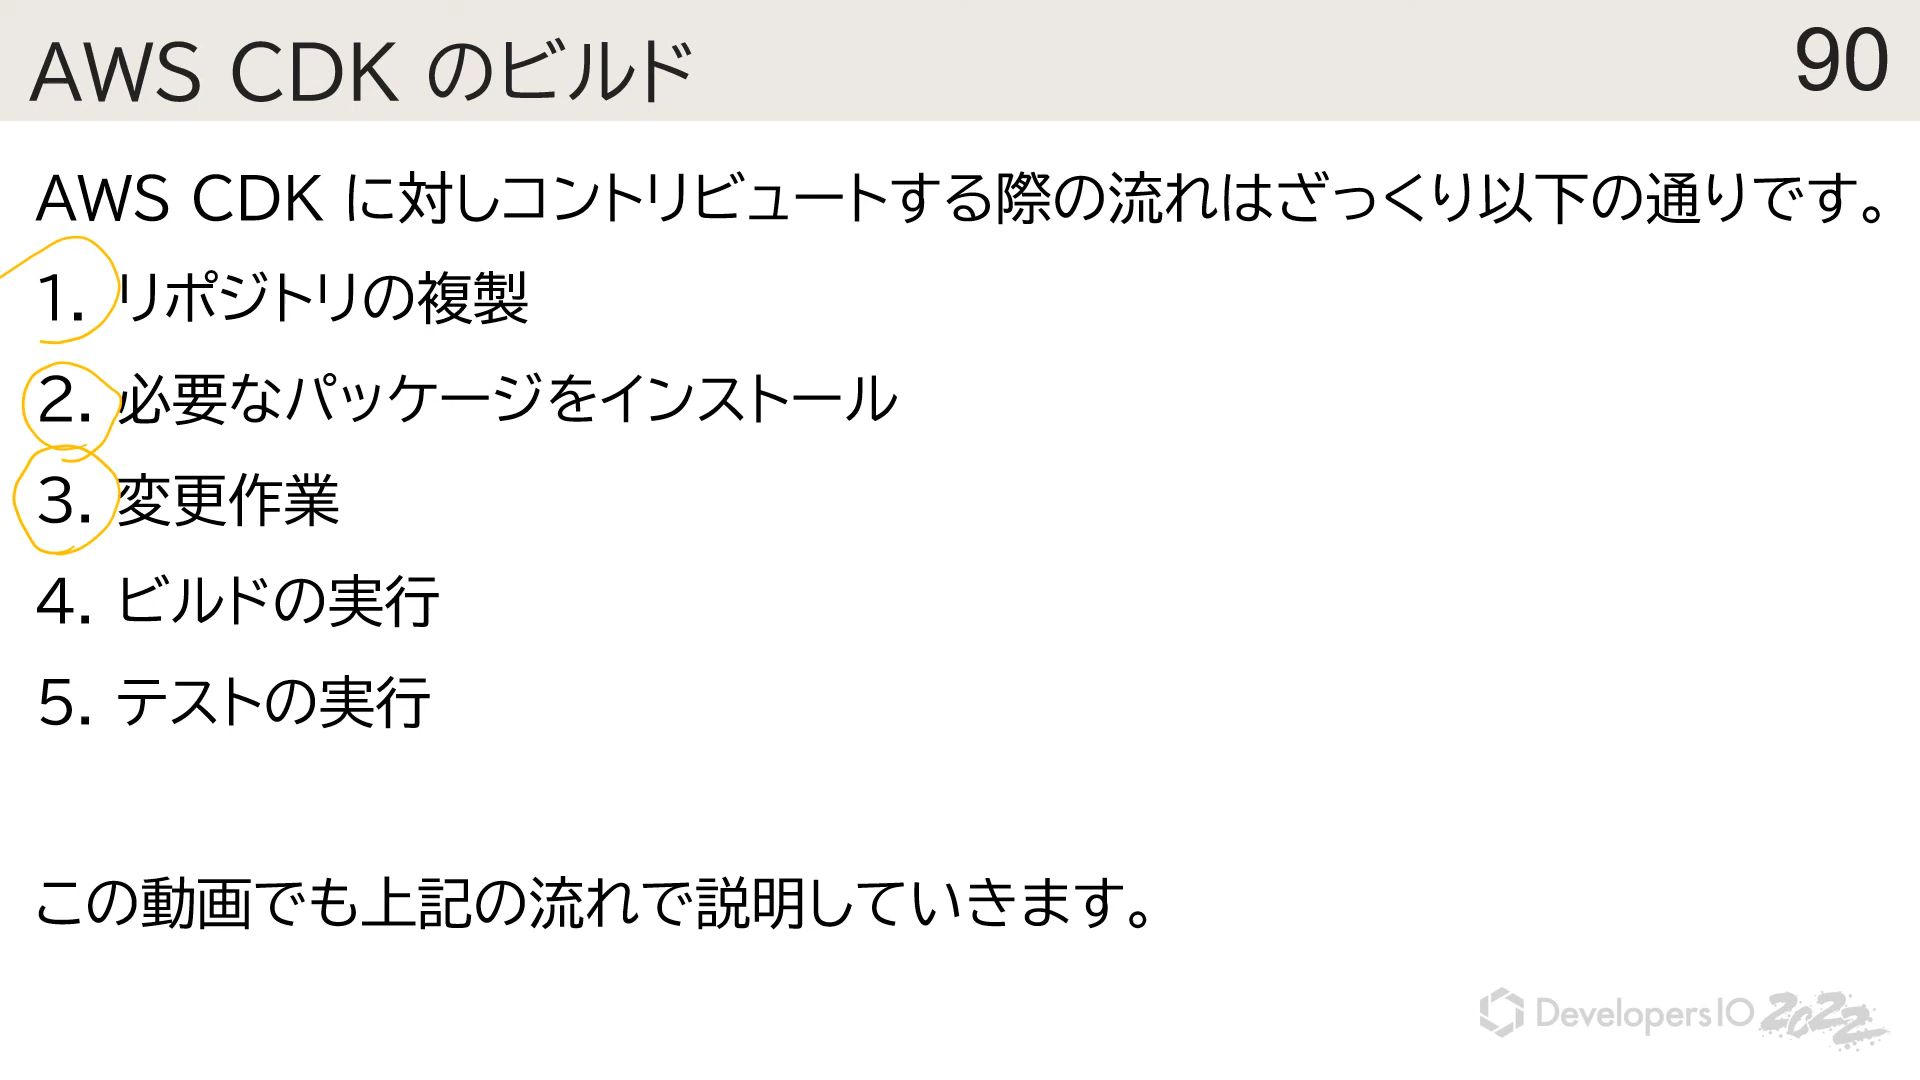 AWS CDK のビルド
90
AWS CDK に対しコントリビュートする際の流れはざっくり以下の通りです。
1. リポジトリの複製
2. 必要なパッケージをインストール
3. 変更作業
4. ビルドの実行
5. テストの実行
この動画でも上記の流れで説明していきます。
DevelopersIO 2022